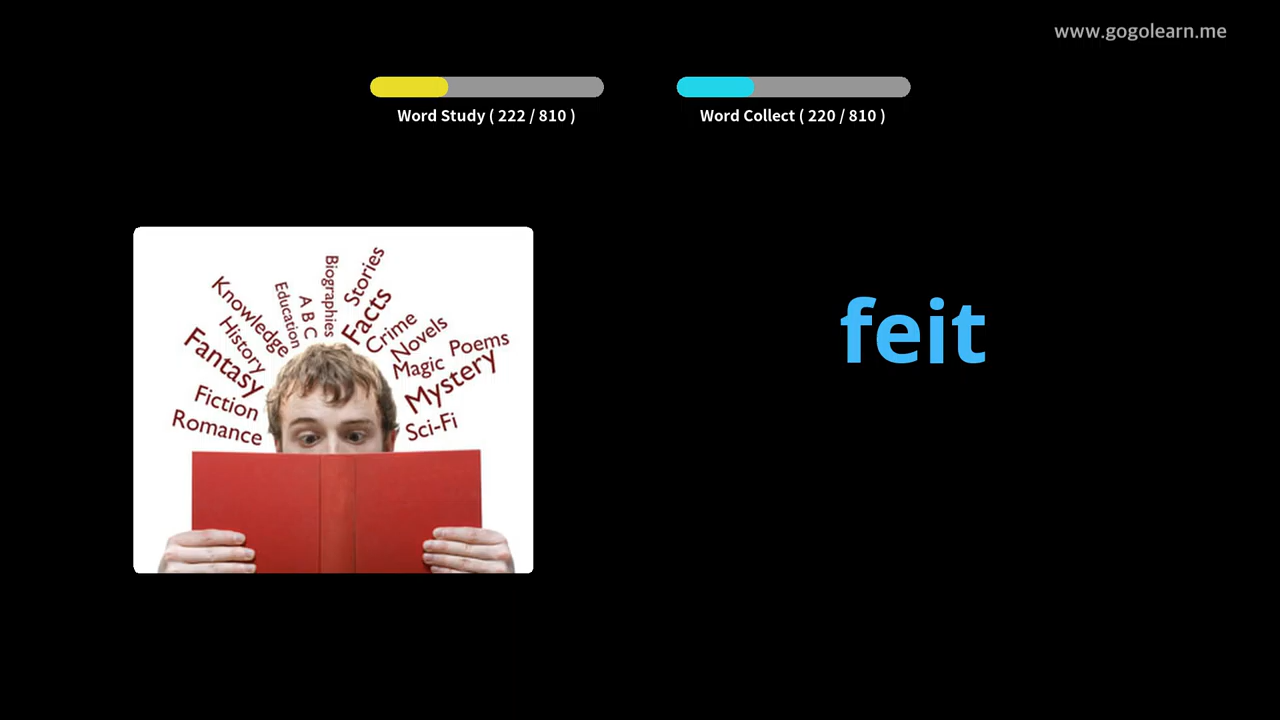 www.gogolearn.me
Word Study ( 222 / 810 )
Word Collect ( 220 / 810 )
feit
Knowledge
History
Fantasy
Fiction
Romance
Education
A B C
Biographies
Stories
Facts
Crime
Novels
Magic
Poems
Mystery
Sci-Fi